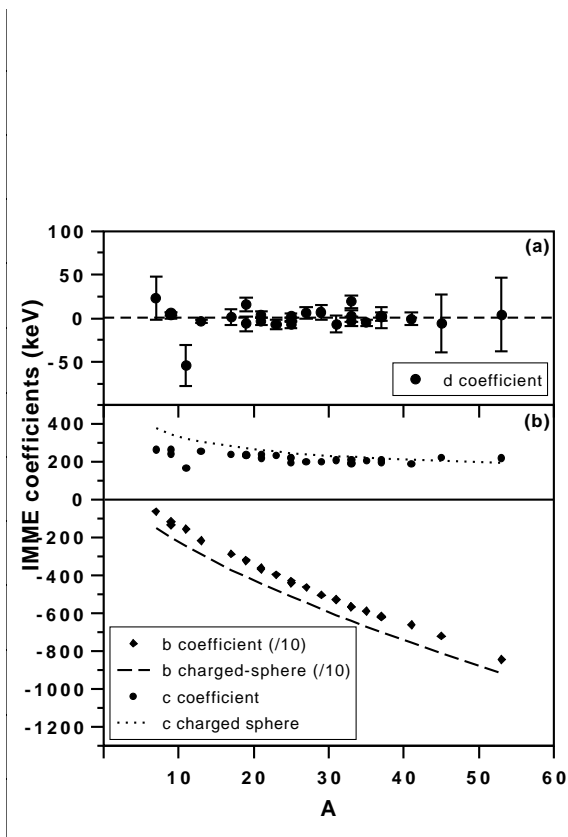 IMME coefficients (keV)
100
50
0
-50
(a)
d coefficient
400
200
0
-200
-400
-600
-800
-1000
-1200
(b)
b coefficient (/10)
b charged-sphere (/10)
c coefficient
c charged sphere
10 20 30 40 50 60
A